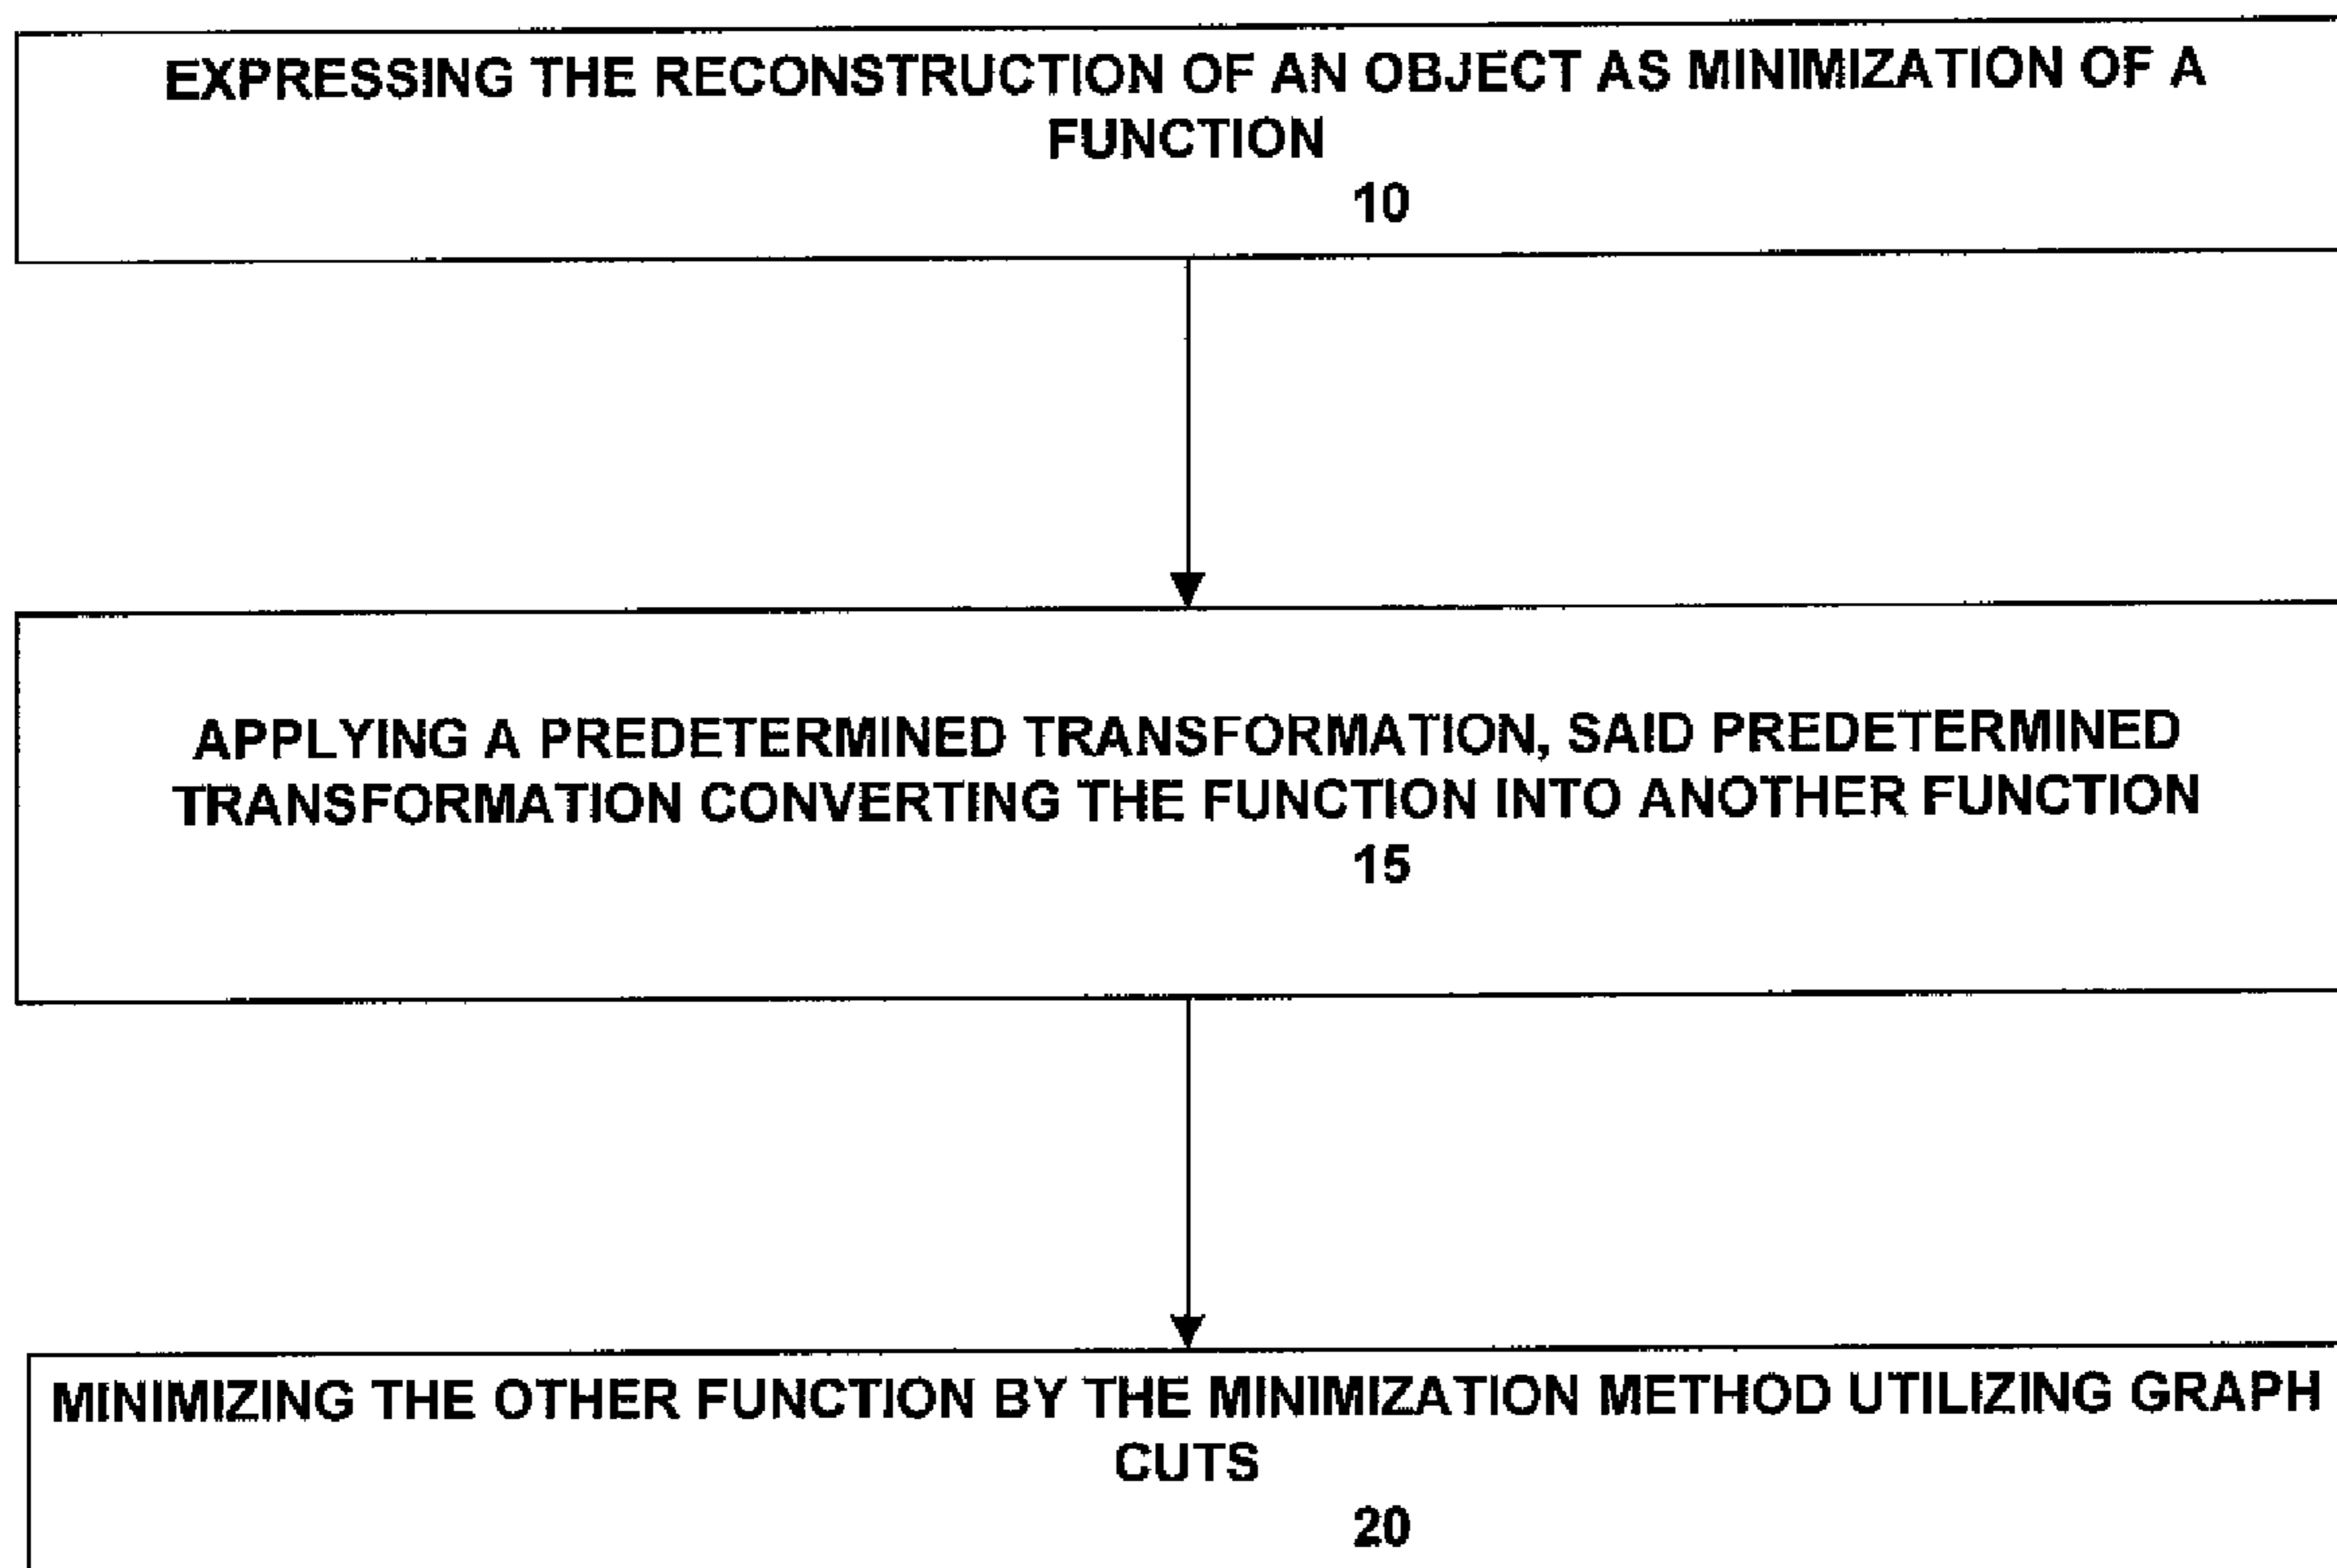 EXPRESSING THE RECONSTRUCTION OF AN OBJECT AS MINIMIZATION OF A
FUNCTION
10
APPLYING A PREDETERMINED TRANSFORMATION, SAID PREDETERMINED
TRANSFORMATION CONVERTING THE FUNCTION INTO ANOTHER FUNCTION
15
MINIMIZING THE OTHER FUNCTION BY THE MINIMIZATION METHOD UTILIZING GRAPH
CUTS
20